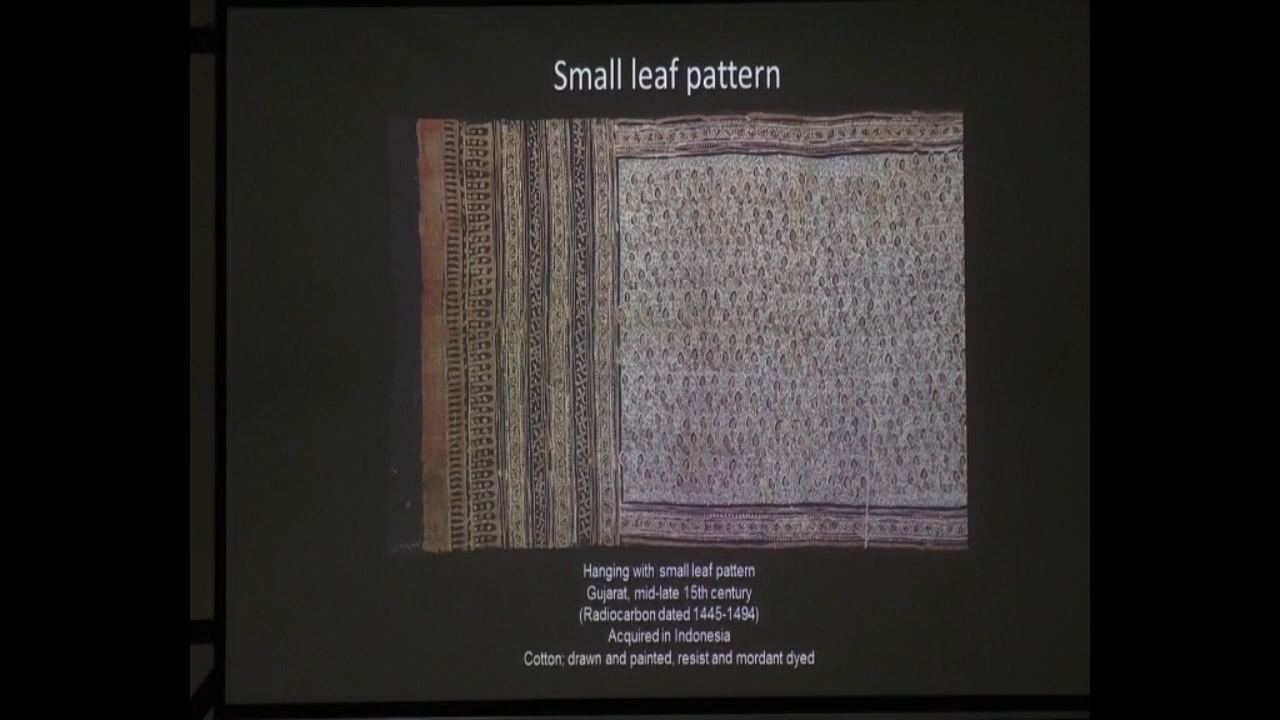 Small leaf pattern
Hanging with small leaf pattern
Gujarat, mid-late 15th century
(Radiocarbon dated 1445-1494)
Acquired in Indonesia
Cotton; drawn and painted, resist and mordant dyed